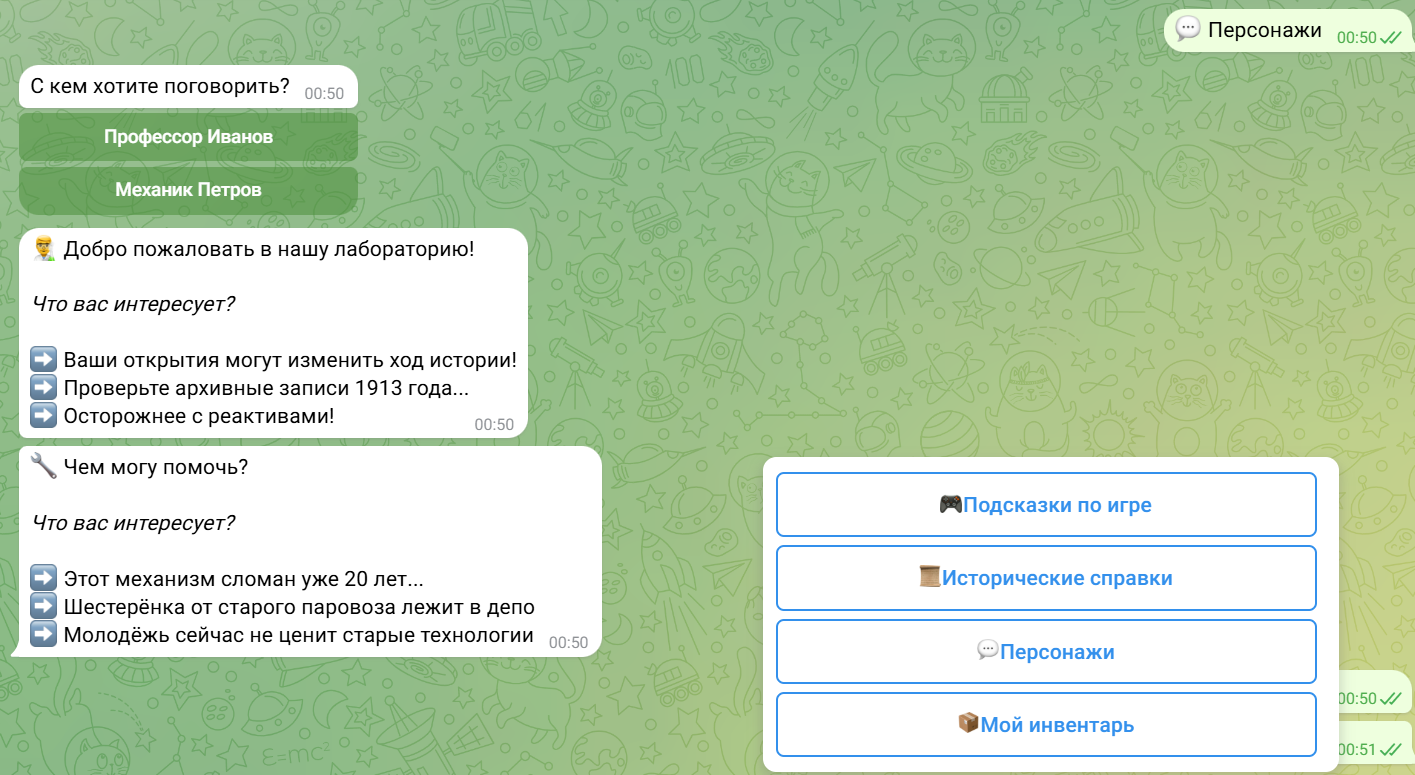 💬 Персонажи 00:50
С кем хотите поговорить? 00:50
Профессор Иванов
Механик Петров
👨‍🔬 Добро пожаловать в нашу лабораторию!
Что вас интересует?
➡️ Ваши открытия могут изменить ход истории!
➡️ Проверьте архивные записи 1913 года...
➡️ Осторожнее с реактивами! 00:50
🔧 Чем могу помочь?
Что вас интересует?
➡️ Этот механизм сломан уже 20 лет...
➡️ Шестерёнка от старого паровоза лежит в депо
➡️ Молодёжь сейчас не ценит старые технологии 00:50
🎮Подсказки по игре
📜Исторические справки
💬Персонажи
📦Мой инвентарь
00:50
00:51